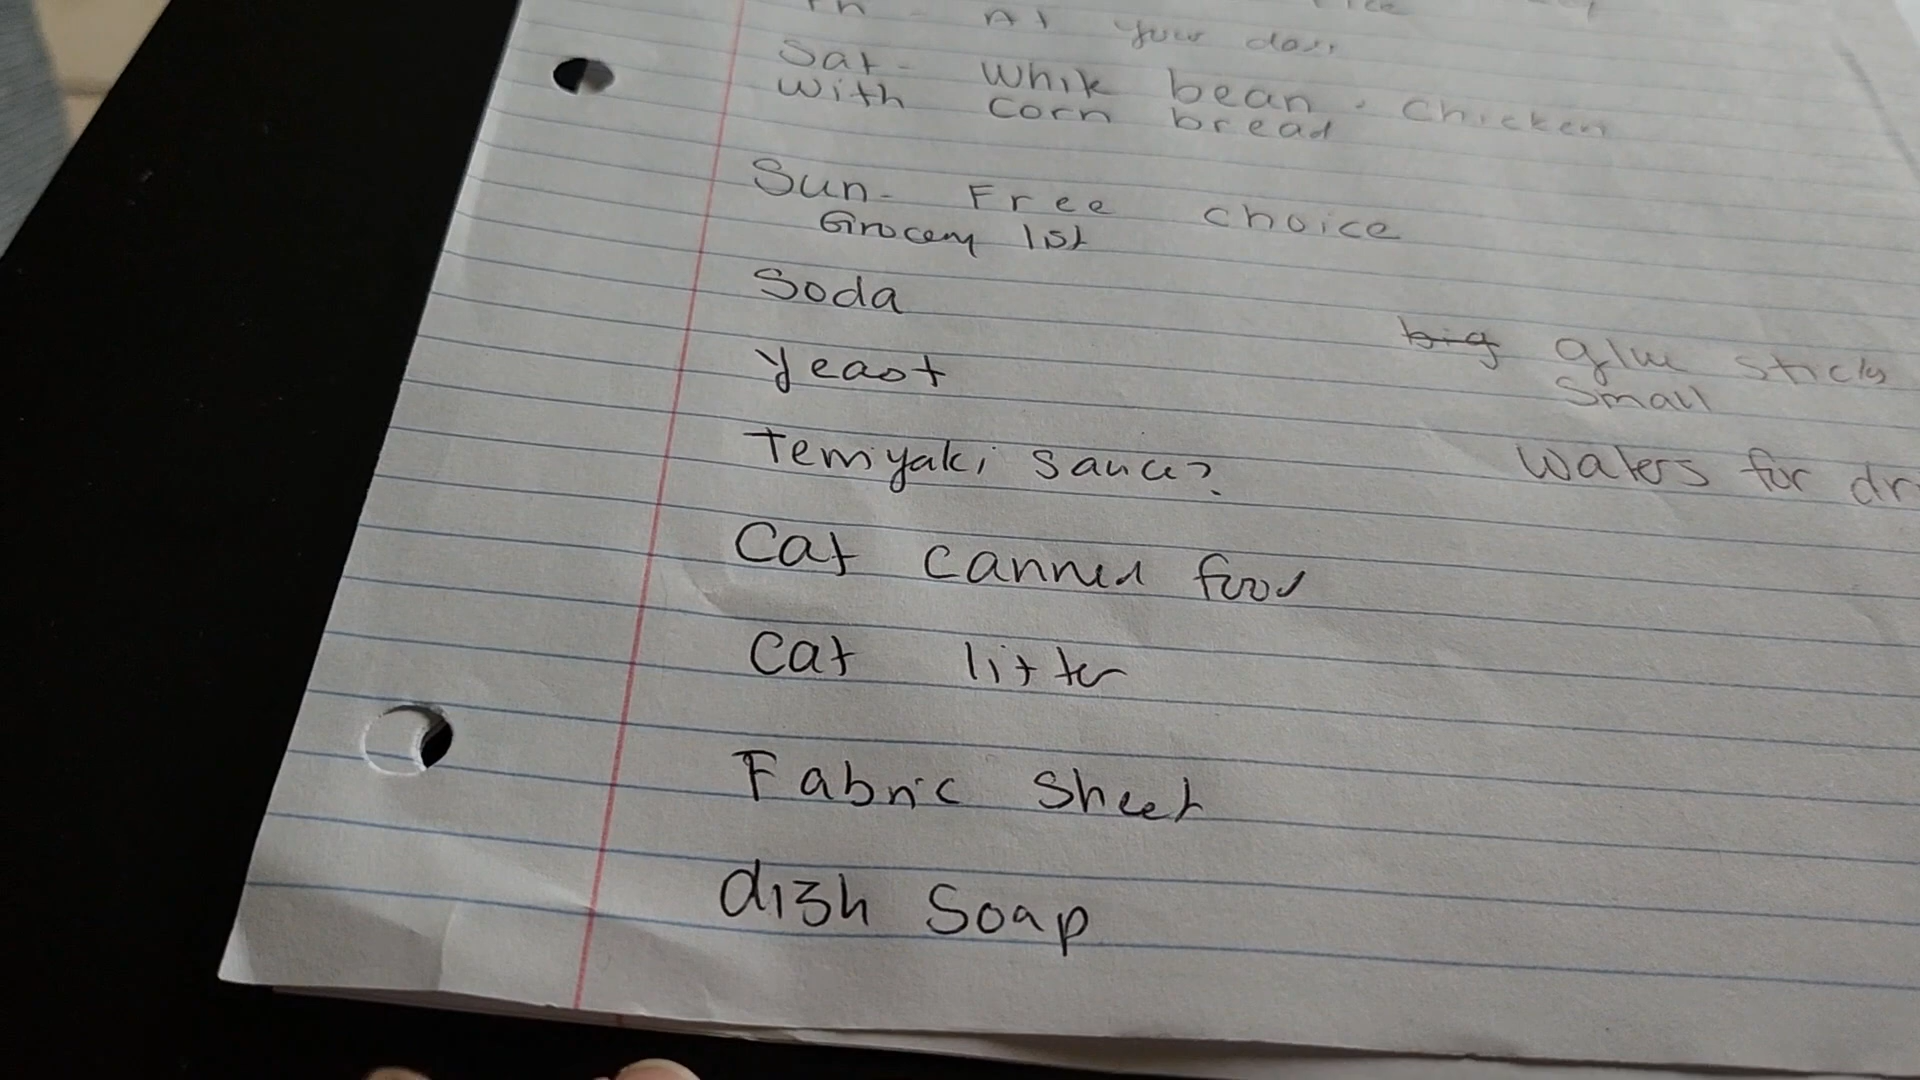 At your
Sat- White bean · Chicken
with corn bread
Sun- Free choice
Grocery list
Soda
big glue sticks
small
yeast
Teriyaki sauce?
Waters for
Cat canned food
Cat litter
Fabric Sheet
dish Soap